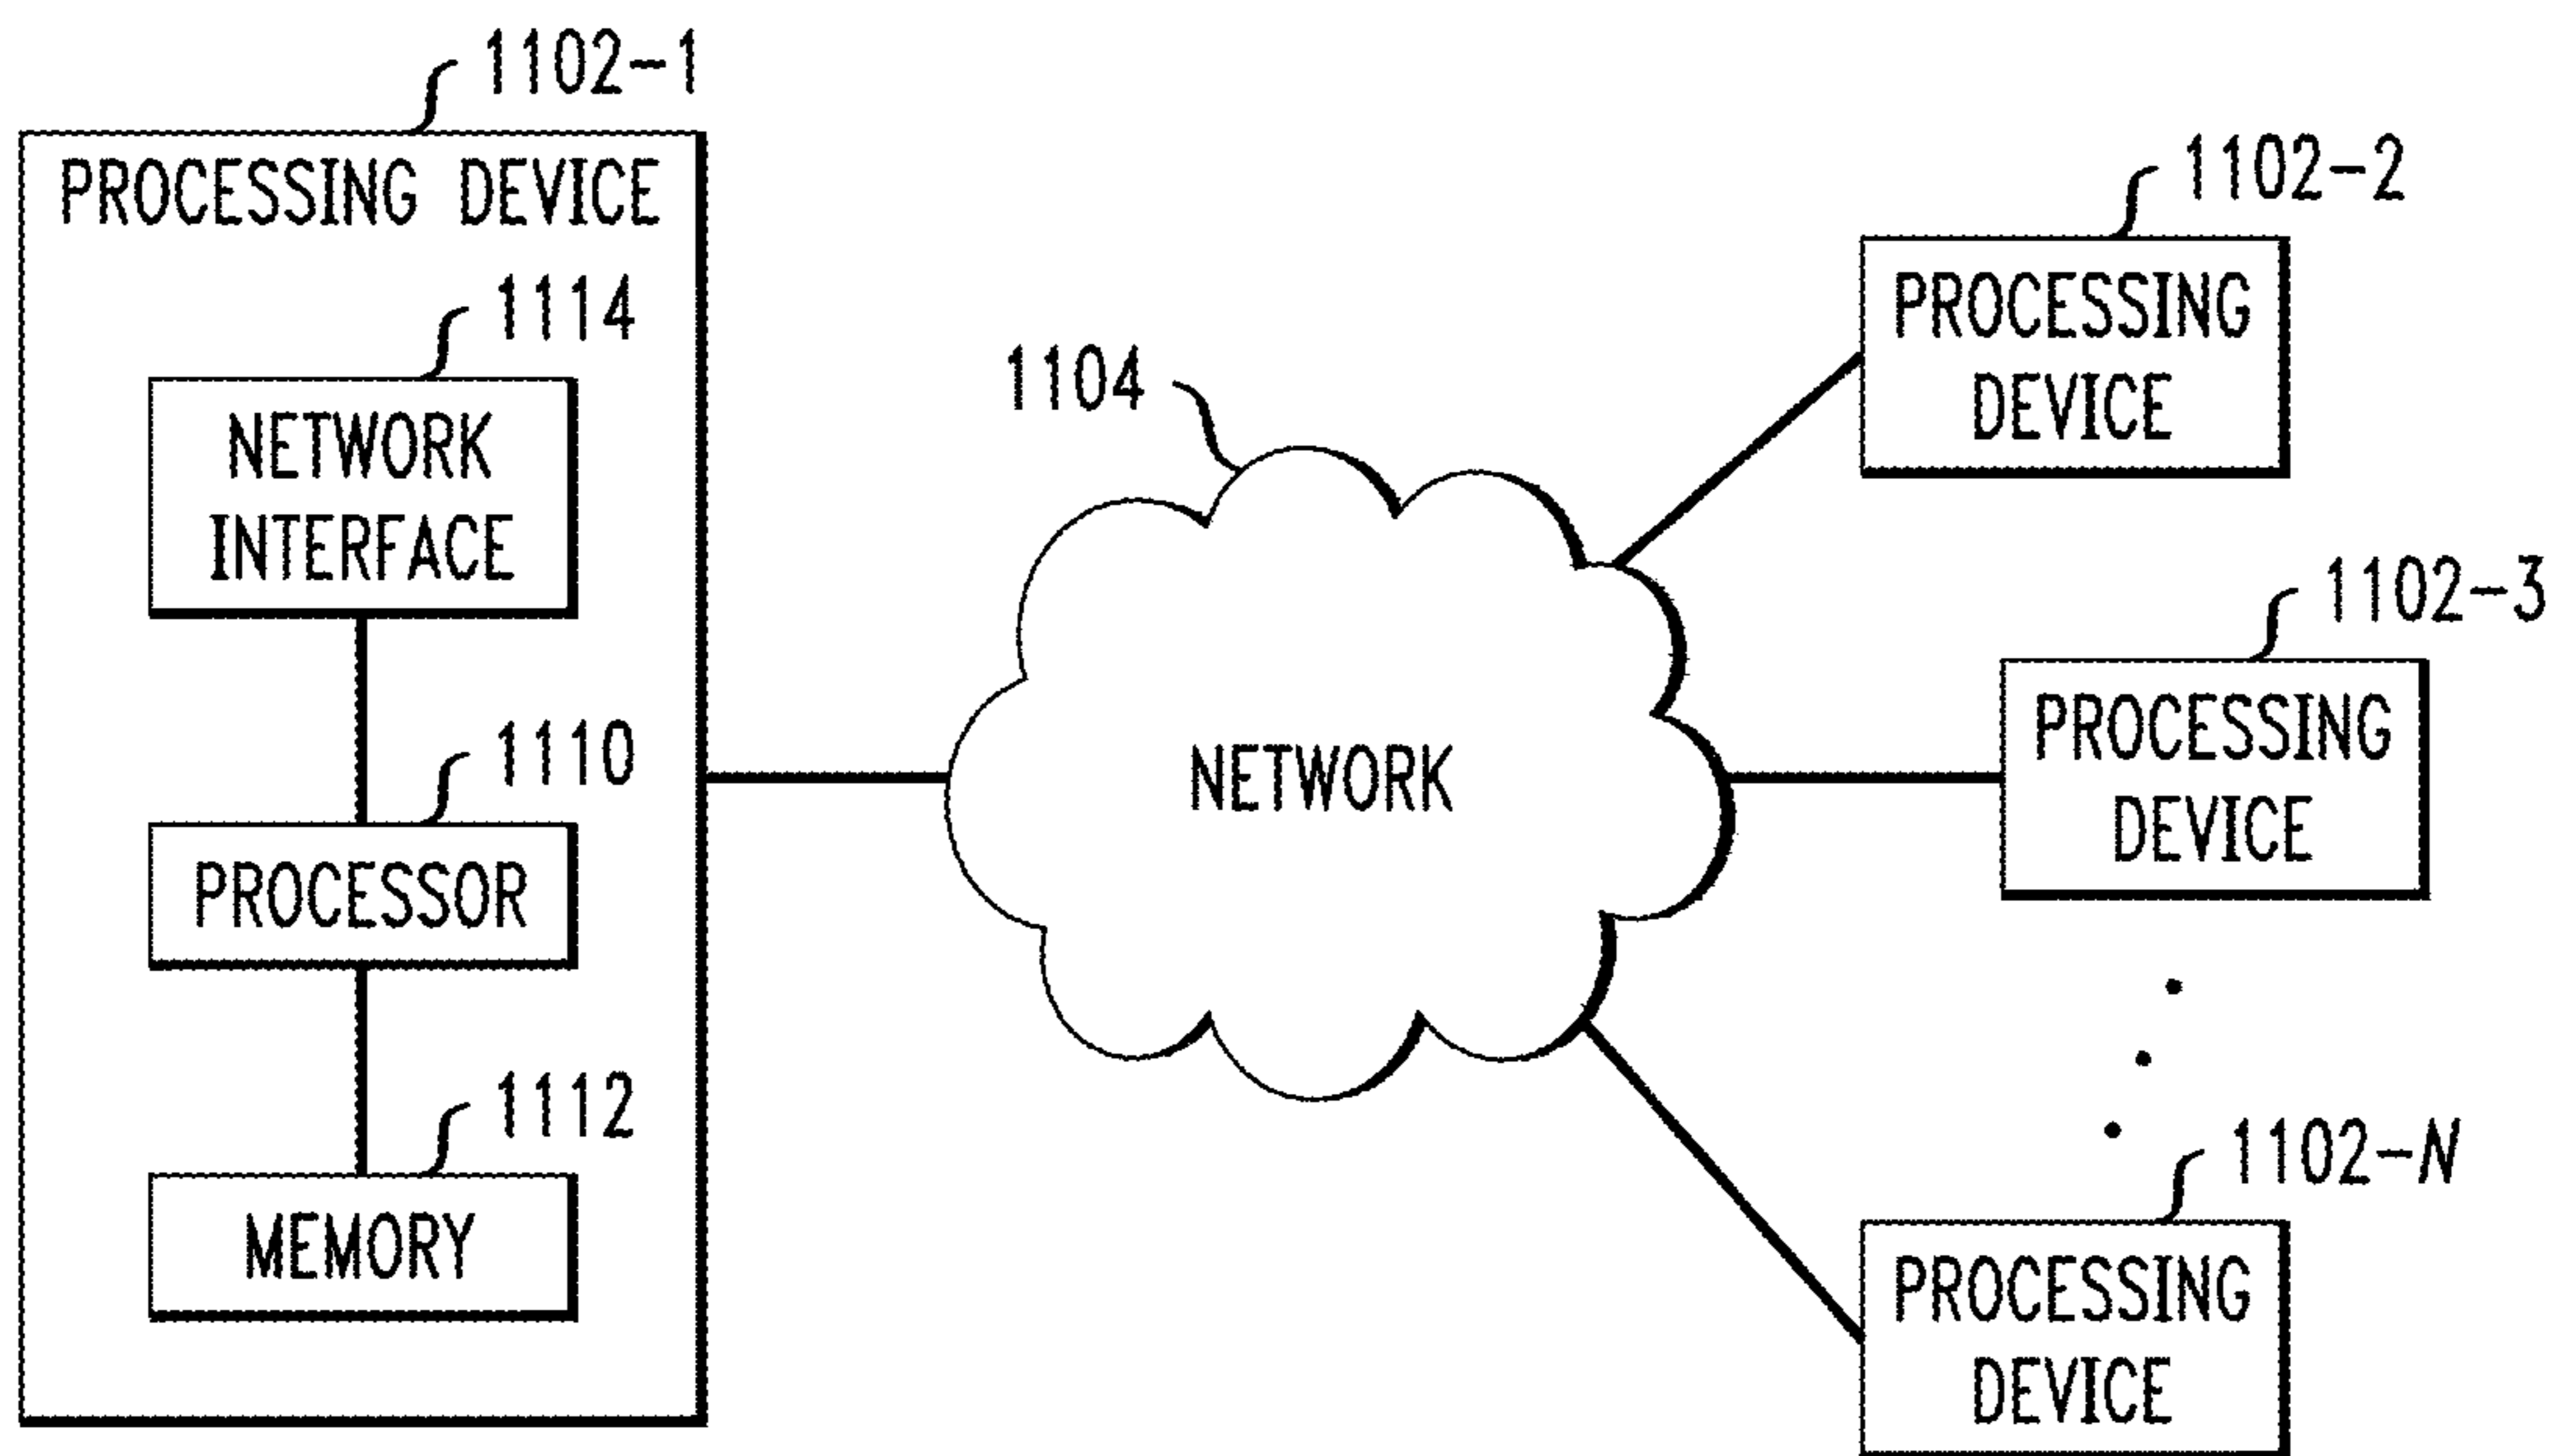 1102-1
PROCESSING DEVICE
1114
NETWORK
INTERFACE
1110
PROCESSOR
1112
MEMORY
1104
NETWORK
1102-2
PROCESSING
DEVICE
1102-3
PROCESSING
DEVICE
1102-N
PROCESSING
DEVICE